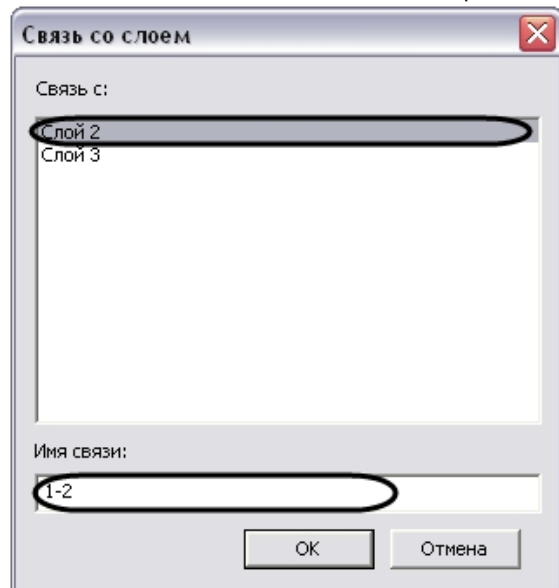 Связь со слоем
Связь с:
Слой 2
Слой 3
Имя связи:
1-2
OK
Отмена